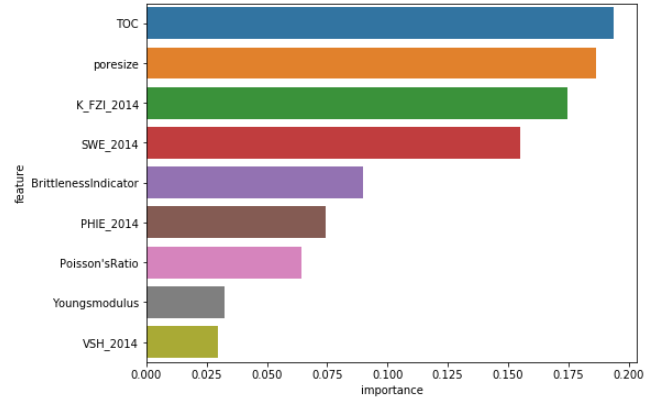 TOC
poresize
K_FZI_2014
SWE_2014
BrittlenessIndicator
PHIE_2014
Poisson'sRatio
Youngsmodulus
VSH_2014
feature
0.000 0.025 0.050 0.075 0.100 0.125 0.150 0.175 0.200
importance